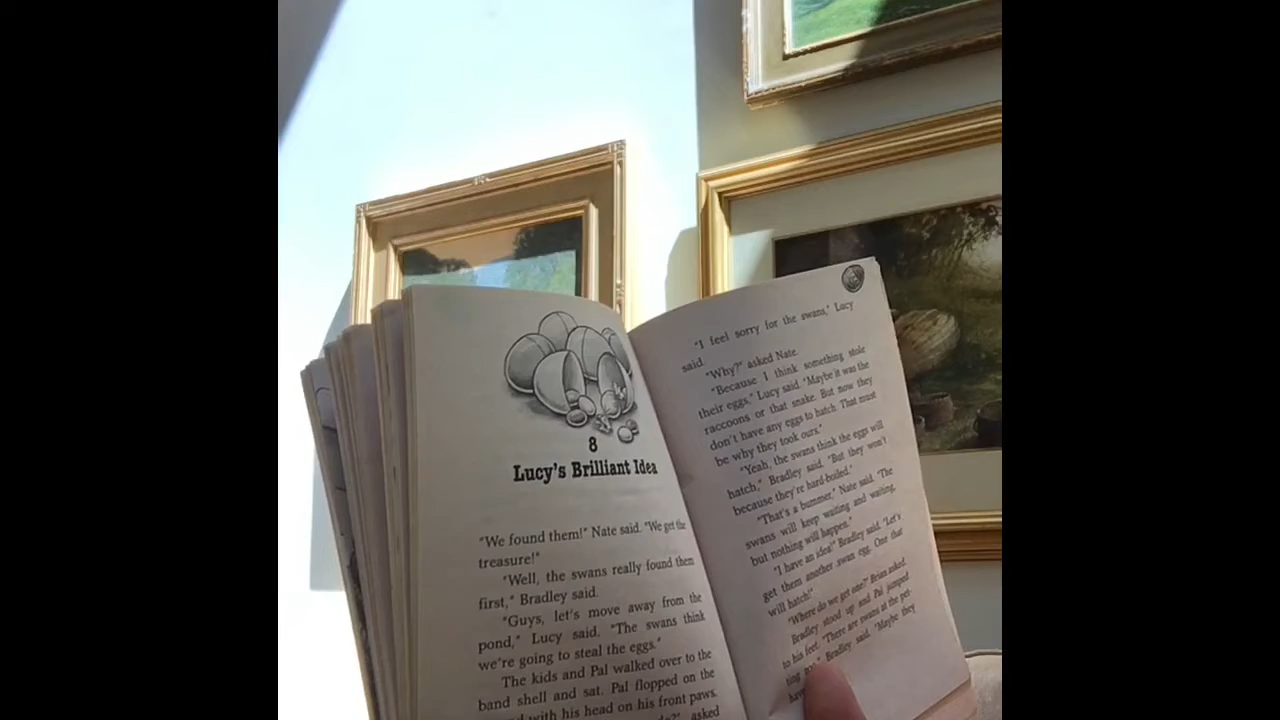 8
Lucy's Brilliant Idea
"We found them!" Nate said. "We get the
treasure!"
"Well, the swans really found them
first," Bradley said.
"Guys, let's move away from the
pond," Lucy said. "The swans think
we're going to steal the eggs."
The kids and Pal walked over to the
band shell and sat. Pal flopped on the
with his head on his front paws.
asked
"I feel sorry for the swans," Lucy
said.
"Why?" asked Nate.
"Because I think something stole
their eggs," Lucy said. "Maybe it was the
raccoons or that snake. But now they
don't have any eggs to hatch. That must
be why they took ours."
"Yeah, the swans think the eggs will
hatch," Bradley said. "But they won't
because they're hard-boiled."
"That's a bummer," Nate said. "The
swans will keep waiting and waiting,
but nothing will happen."
"I have an idea!" Bradley said. "Let's
get them another swan egg. One that
will hatch!"
"Where do we get one?" Brian asked.
Bradley stood up and Pal jumped
to his feet. "There are swans at the pet-
ting Bradley said. "Maybe they